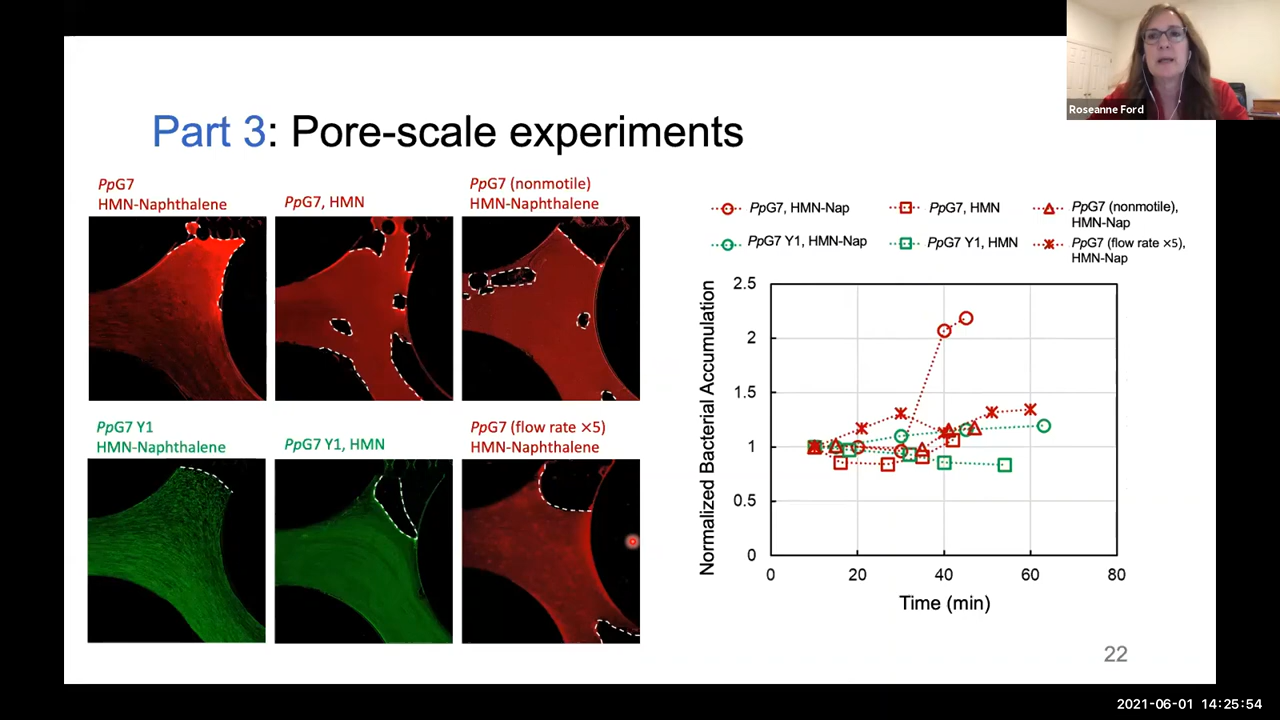 Roseanne Ford
Part 3: Pore-scale experiments
PpG7
HMN-Naphthalene
PpG7, HMN
PpG7 (nonmotile)
HMN-Naphthalene
PpG7 Y1
HMN-Naphthalene
PpG7 Y1, HMN
PpG7 (flow rate ×5)
HMN-Naphthalene
PpG7, HMN-Nap
PpG7, HMN
PpG7 (nonmotile),
HMN-Nap
PpG7 Y1, HMN-Nap
PpG7 Y1, HMN
PpG7 (flow rate ×5),
HMN-Nap
Normalized Bacterial Accumulation
2.5
2
1.5
1
0.5
0
0 20 40 60 80
Time (min)
22
2021-06-01 14:25:54